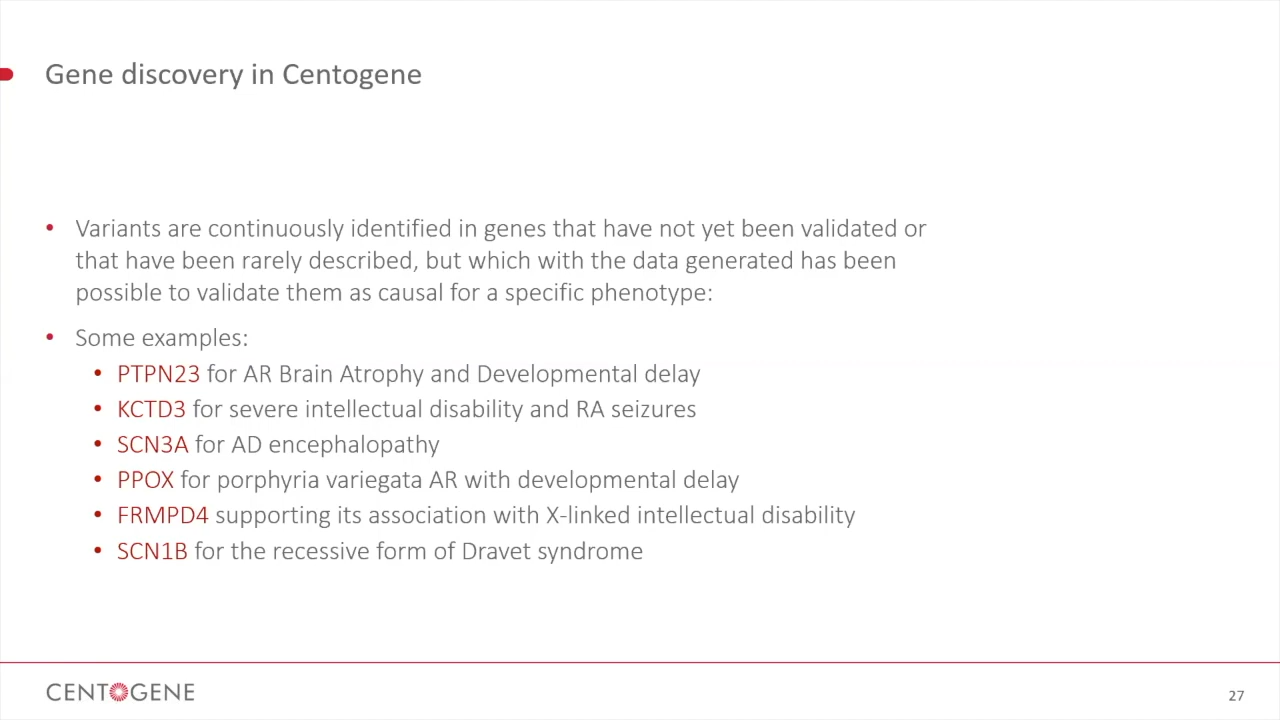 Gene discovery in Centogene
• Variants are continuously identified in genes that have not yet been validated or
that have been rarely described, but which with the data generated has been
possible to validate them as causal for a specific phenotype:
• Some examples:
• PTPN23 for AR Brain Atrophy and Developmental delay
• KCTD3 for severe intellectual disability and RA seizures
• SCN3A for AD encephalopathy
• PPOX for porphyria variegata AR with developmental delay
• FRMPD4 supporting its association with X-linked intellectual disability
• SCN1B for the recessive form of Dravet syndrome
CENTOGENE
27